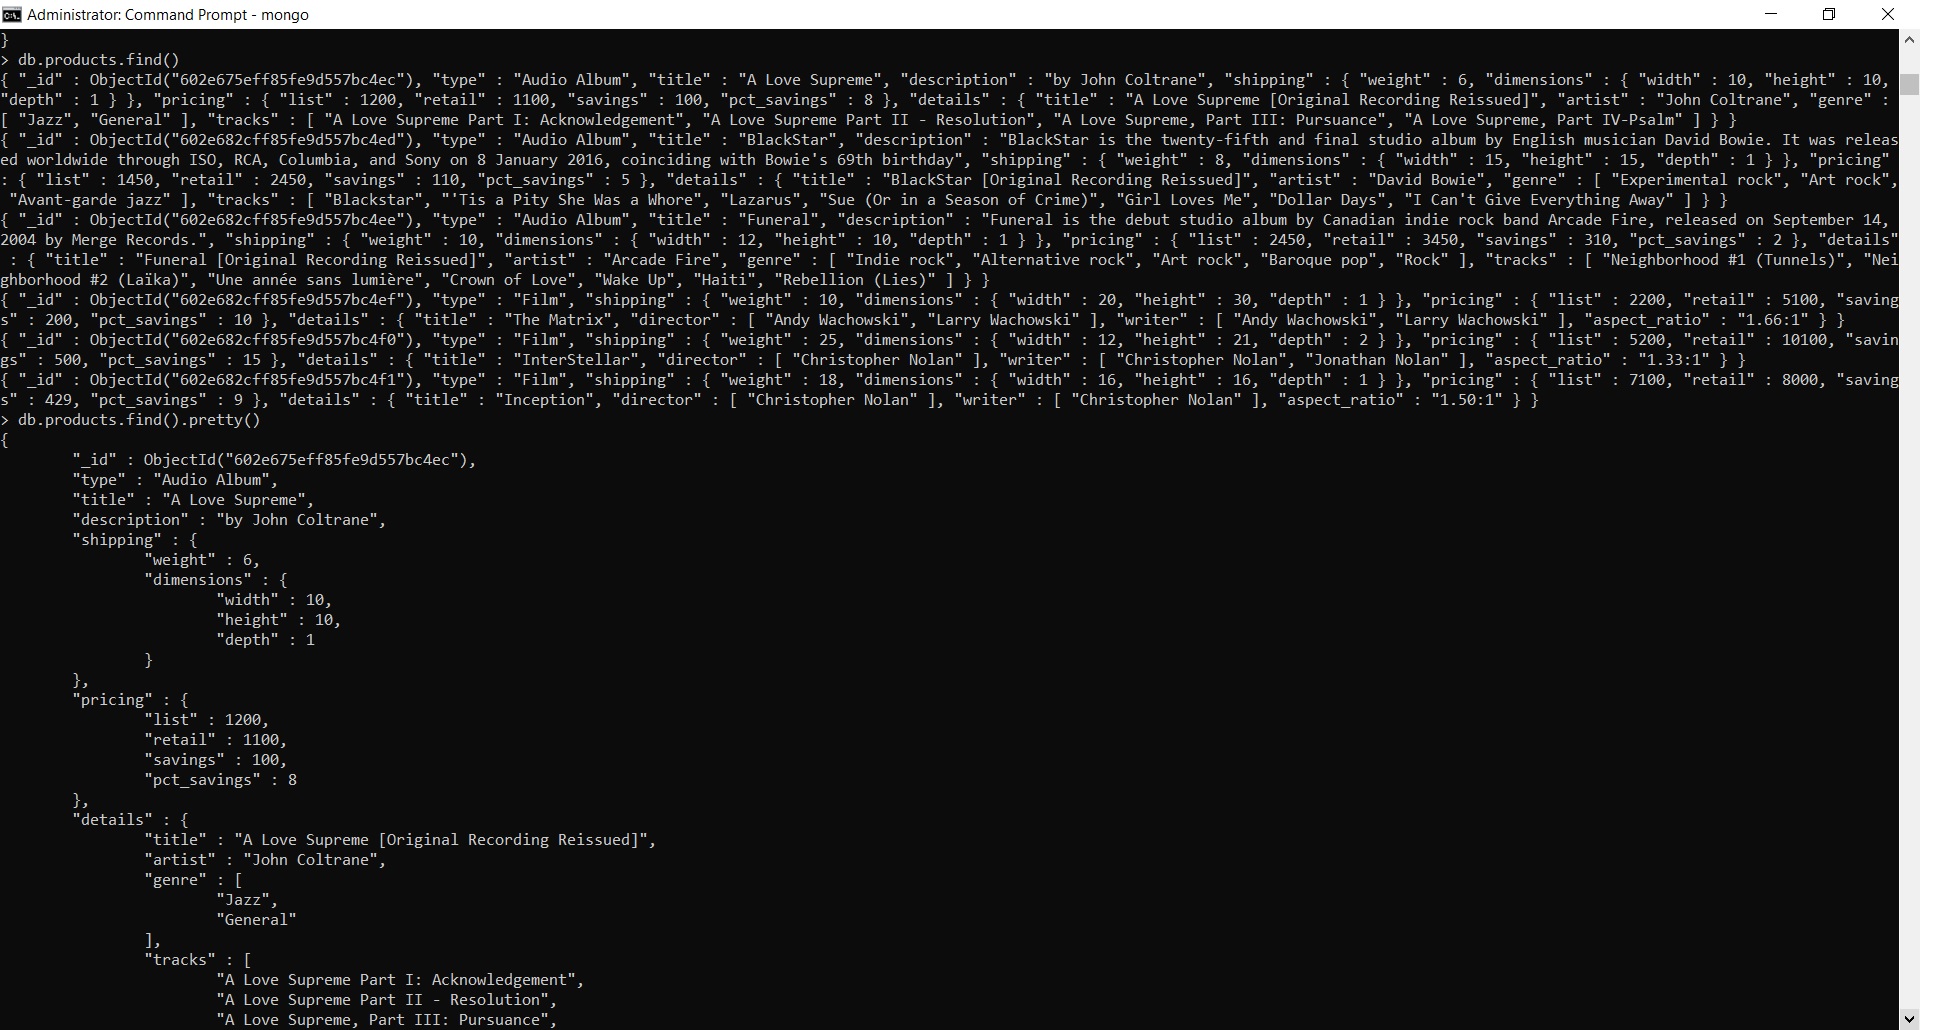 Administrator: Command Prompt - mongo
}
> db.products.find()
{ "_id" : ObjectId("602e675eff85fe9d557bc4ec"), "type" : "Audio Album", "title" : "A Love Supreme", "description" : "by John Coltrane", "shipping" : { "weight" : 6, "dimensions" : { "width" : 10, "height" : 10,
"depth" : 1 } }, "pricing" : { "list" : 1200, "retail" : 1100, "savings" : 100, "pct_savings" : 8 }, "details" : { "title" : "A Love Supreme [Original Recording Reissued]", "artist" : "John Coltrane", "genre" :
[ "Jazz", "General" ], "tracks" : [ "A Love Supreme Part I: Acknowledgement", "A Love Supreme Part II - Resolution", "A Love Supreme, Part III: Pursuance", "A Love Supreme, Part IV-Psalm" ] } }
{ "_id" : ObjectId("602e682cff85fe9d557bc4ed"), "type" : "Audio Album", "title" : "BlackStar", "description" : "BlackStar is the twenty-fifth and final studio album by English musician David Bowie. It was releas
ed worldwide through ISO, RCA, Columbia, and Sony on 8 January 2016, coinciding with Bowie's 69th birthday", "shipping" : { "weight" : 8, "dimensions" : { "width" : 15, "height" : 15, "depth" : 1 } }, "pricing"
: { "list" : 1450, "retail" : 2450, "savings" : 110, "pct_savings" : 5 }, "details" : { "title" : "BlackStar [Original Recording Reissued]", "artist" : "David Bowie", "genre" : [ "Experimental rock", "Art rock",
"Avant-garde jazz" ], "tracks" : [ "Blackstar", "'Tis a Pity She Was a Whore", "Lazarus", "Sue (Or in a Season of Crime)", "Girl Loves Me", "Dollar Days", "I Can't Give Everything Away" ] } }
{ "_id" : ObjectId("602e682cff85fe9d557bc4ee"), "type" : "Audio Album", "title" : "Funeral", "description" : "Funeral is the debut studio album by Canadian indie rock band Arcade Fire, released on September 14,
2004 by Merge Records.", "shipping" : { "weight" : 10, "dimensions" : { "width" : 12, "height" : 10, "depth" : 1 } }, "pricing" : { "list" : 2450, "retail" : 3450, "savings" : 310, "pct_savings" : 2 }, "details"
: { "title" : "Funeral [Original Recording Reissued]", "artist" : "Arcade Fire", "genre" : [ "Indie rock", "Alternative rock", "Art rock", "Baroque pop", "Rock" ], "tracks" : [ "Neighborhood #1 (Tunnels)", "Nei
ghborhood #2 (Laïka)", "Une année sans lumière", "Crown of Love", "Wake Up", "Haiti", "Rebellion (Lies)" ] } }
{ "_id" : ObjectId("602e682cff85fe9d557bc4ef"), "type" : "Film", "shipping" : { "weight" : 10, "dimensions" : { "width" : 20, "height" : 30, "depth" : 1 } }, "pricing" : { "list" : 2200, "retail" : 5100, "saving
s" : 200, "pct_savings" : 10 }, "details" : { "title" : "The Matrix", "director" : [ "Andy Wachowski", "Larry Wachowski" ], "writer" : [ "Andy Wachowski", "Larry Wachowski" ], "aspect_ratio" : "1.66:1" } }
{ "_id" : ObjectId("602e682cff85fe9d557bc4f0"), "type" : "Film", "shipping" : { "weight" : 25, "dimensions" : { "width" : 12, "height" : 21, "depth" : 2 } }, "pricing" : { "list" : 5200, "retail" : 10100, "savin
gs" : 500, "pct_savings" : 15 }, "details" : { "title" : "InterStellar", "director" : [ "Christopher Nolan" ], "writer" : [ "Christopher Nolan", "Jonathan Nolan" ], "aspect_ratio" : "1.33:1" } }
{ "_id" : ObjectId("602e682cff85fe9d557bc4f1"), "type" : "Film", "shipping" : { "weight" : 18, "dimensions" : { "width" : 16, "height" : 16, "depth" : 1 } }, "pricing" : { "list" : 7100, "retail" : 8000, "saving
s" : 429, "pct_savings" : 9 }, "details" : { "title" : "Inception", "director" : [ "Christopher Nolan" ], "writer" : [ "Christopher Nolan" ], "aspect_ratio" : "1.50:1" } }
> db.products.find().pretty()
{
"_id" : ObjectId("602e675eff85fe9d557bc4ec"),
"type" : "Audio Album",
"title" : "A Love Supreme",
"description" : "by John Coltrane",
"shipping" : {
"weight" : 6,
"dimensions" : {
"width" : 10,
"height" : 10,
"depth" : 1
}
},
"pricing" : {
"list" : 1200,
"retail" : 1100,
"savings" : 100,
"pct_savings" : 8
},
"details" : {
"title" : "A Love Supreme [Original Recording Reissued]",
"artist" : "John Coltrane",
"genre" : [
"Jazz",
"General"
],
"tracks" : [
"A Love Supreme Part I: Acknowledgement",
"A Love Supreme Part II - Resolution",
"A Love Supreme, Part III: Pursuance",